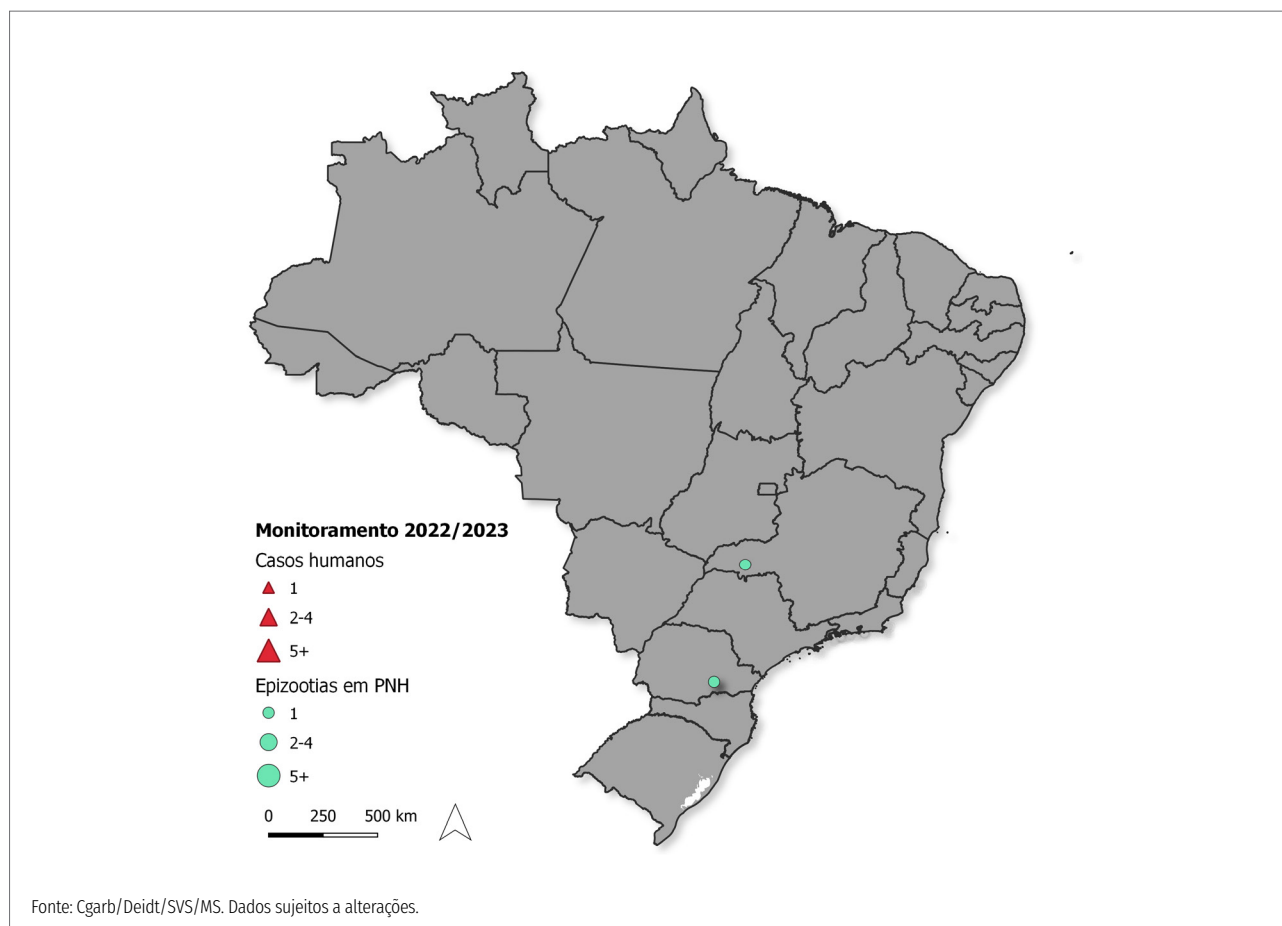 Monitoramento 2022/2023
Casos humanos
1
2-4
5+
Epizootias em PNH
1
2-4
5+
0 250 500 km
Fonte: Cgarb/Deidt/SVS/MS. Dados sujeitos a alterações.